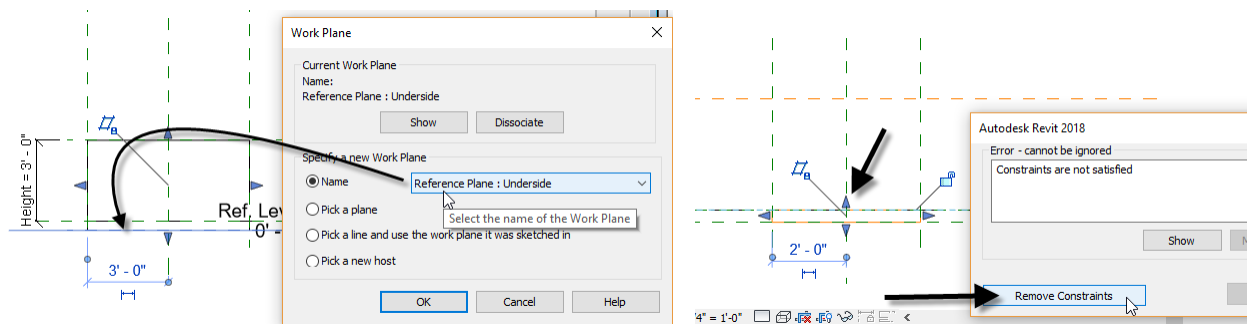 Work Plane
Current Work Plane
Name:
Reference Plane : Underside
Show
Dissociate
Specify a new Work Plane
Name
Reference Plane : Underside
Select the name of the Work Plane
Pick a plane
Pick a line and use the work plane it was sketched in
Pick a new host
OK
Cancel
Help
Height = 3' - 0"
Ref. Lev
0' -
3' - 0"
Autodesk Revit 2018
Error - cannot be ignored
Constraints are not satisfied
Show
N
Remove Constraints
2' - 0"
/4" = 1'-0"